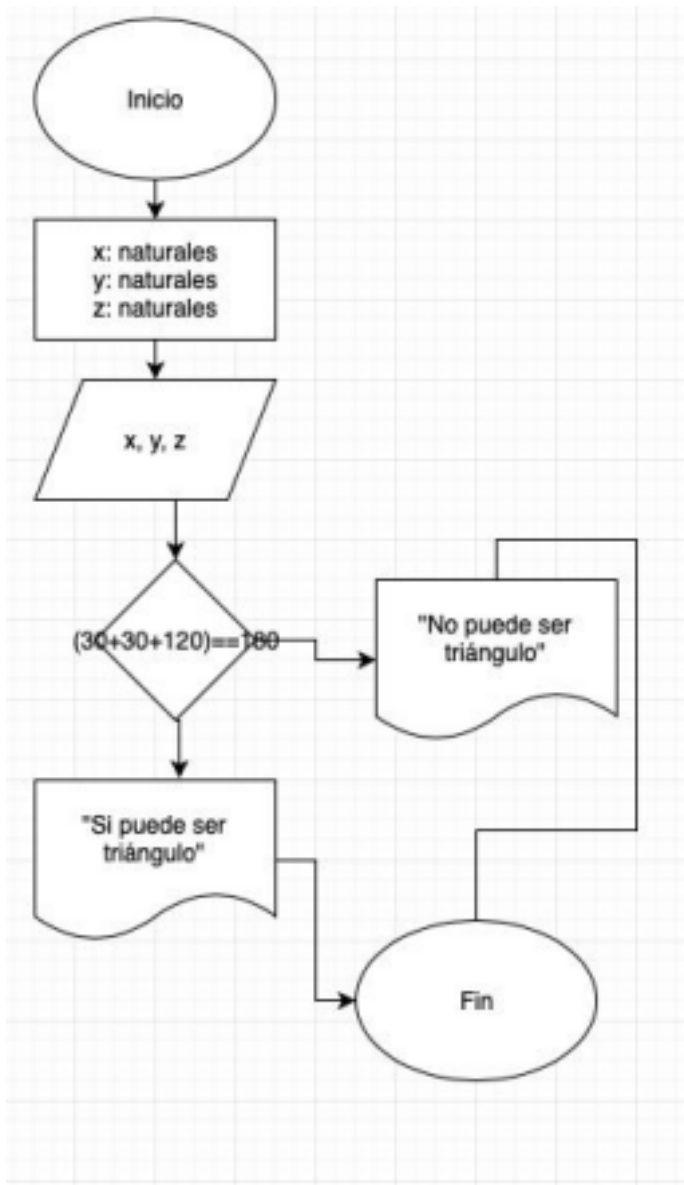 Inicio
x: naturales
y: naturales
z: naturales
x, y, z
(30+30+120)==180
"No puede ser
triángulo"
"Si puede ser
triángulo"
Fin